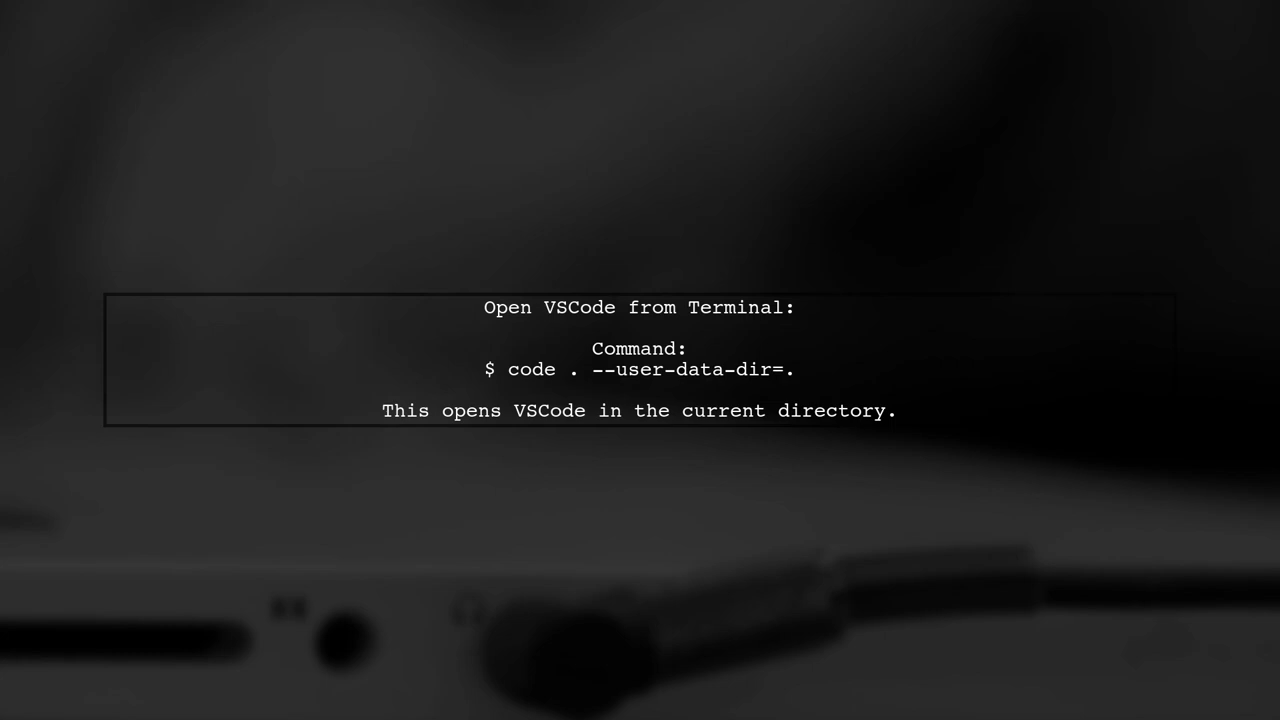 Open VSCode from Terminal:
Command:
$ code . --user-data-dir=.
This opens VSCode in the current directory.